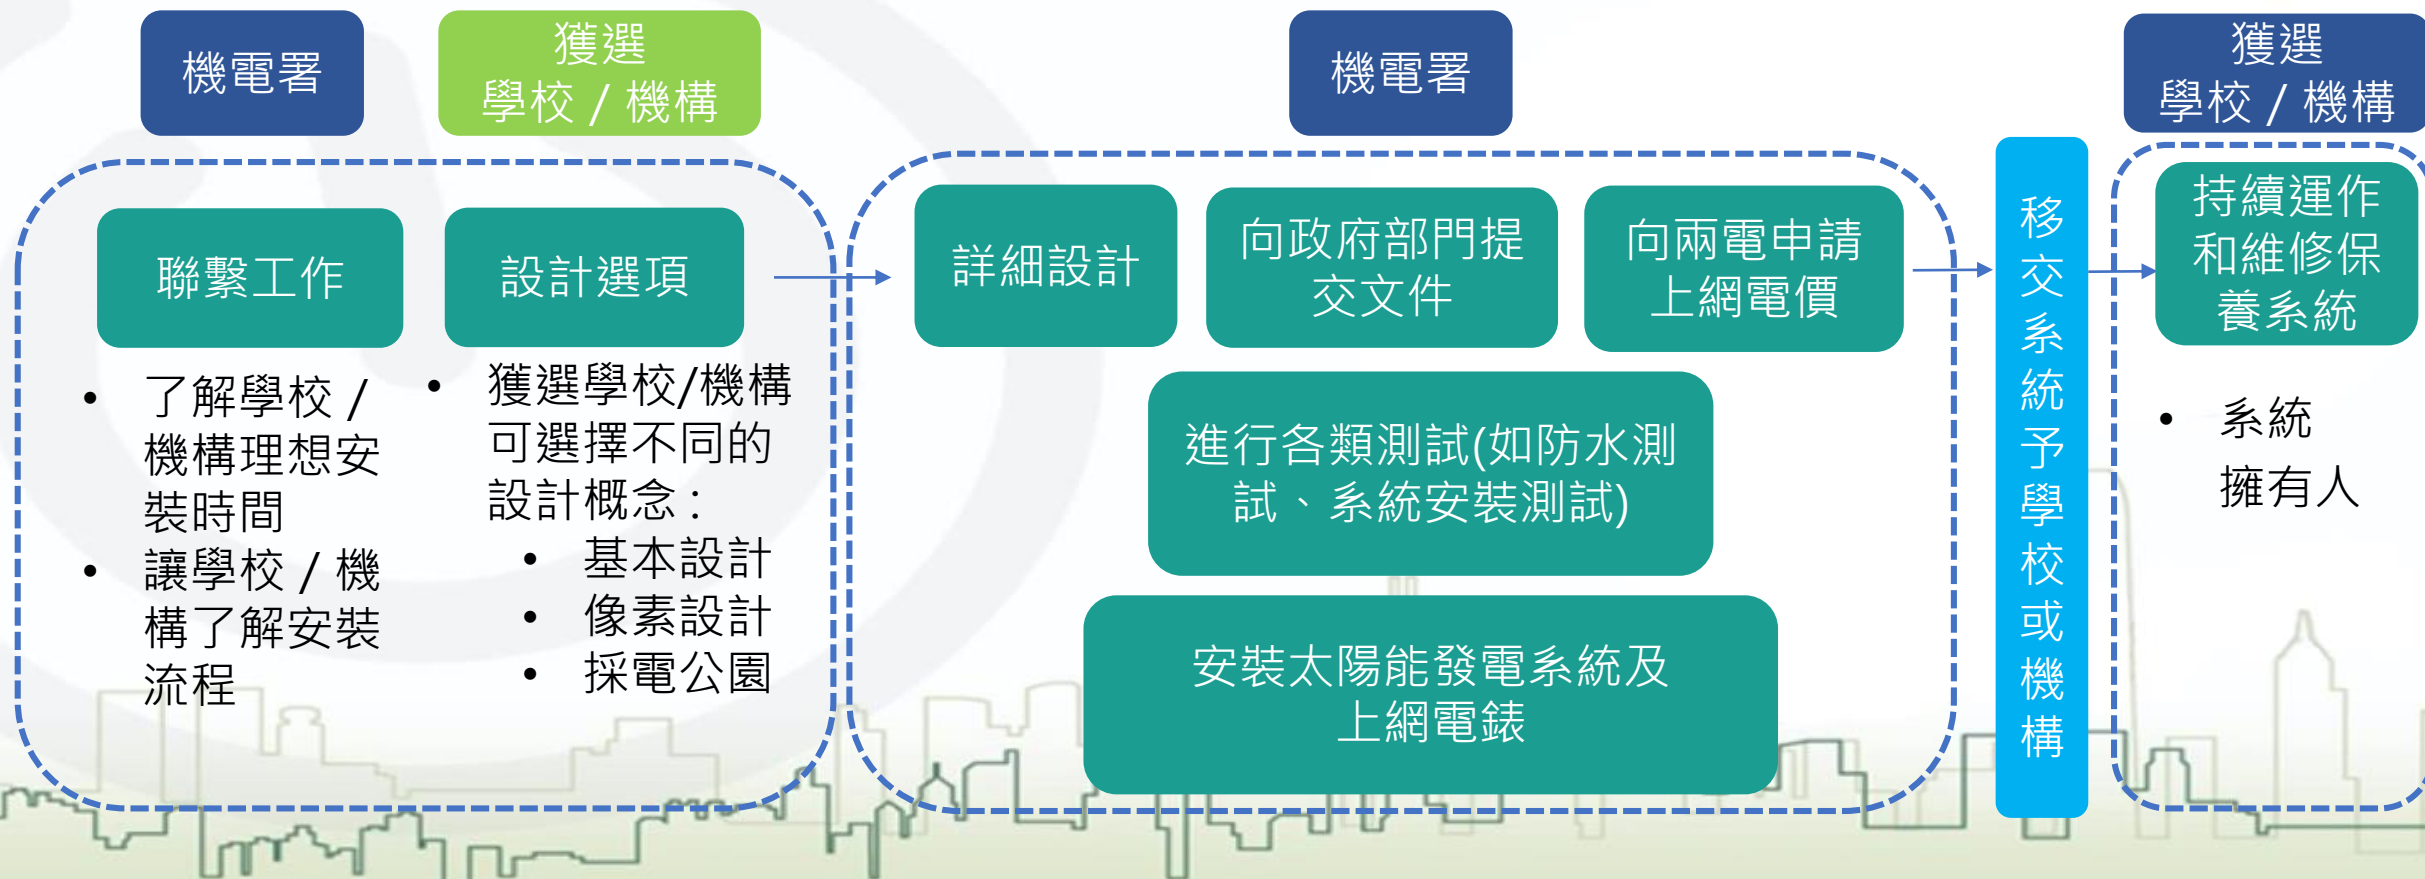 機電署
獲選
學校 / 機構
聯繫工作
了解學校 /
機構理想安
裝時間
讓學校 / 機
構了解安裝
流程
設計選項
獲選學校/機構
可選擇不同的
設計概念 :
基本設計
像素設計
採電公園
機電署
詳細設計
向政府部門提
交文件
向兩電申請
上網電價
進行各類測試(如防水測
試、系統安裝測試)
安裝太陽能發電系統及
上網電錶
移交系統予學校或機構
獲選
學校 / 機構
持續運作
和維修保
養系統
系統
擁有人